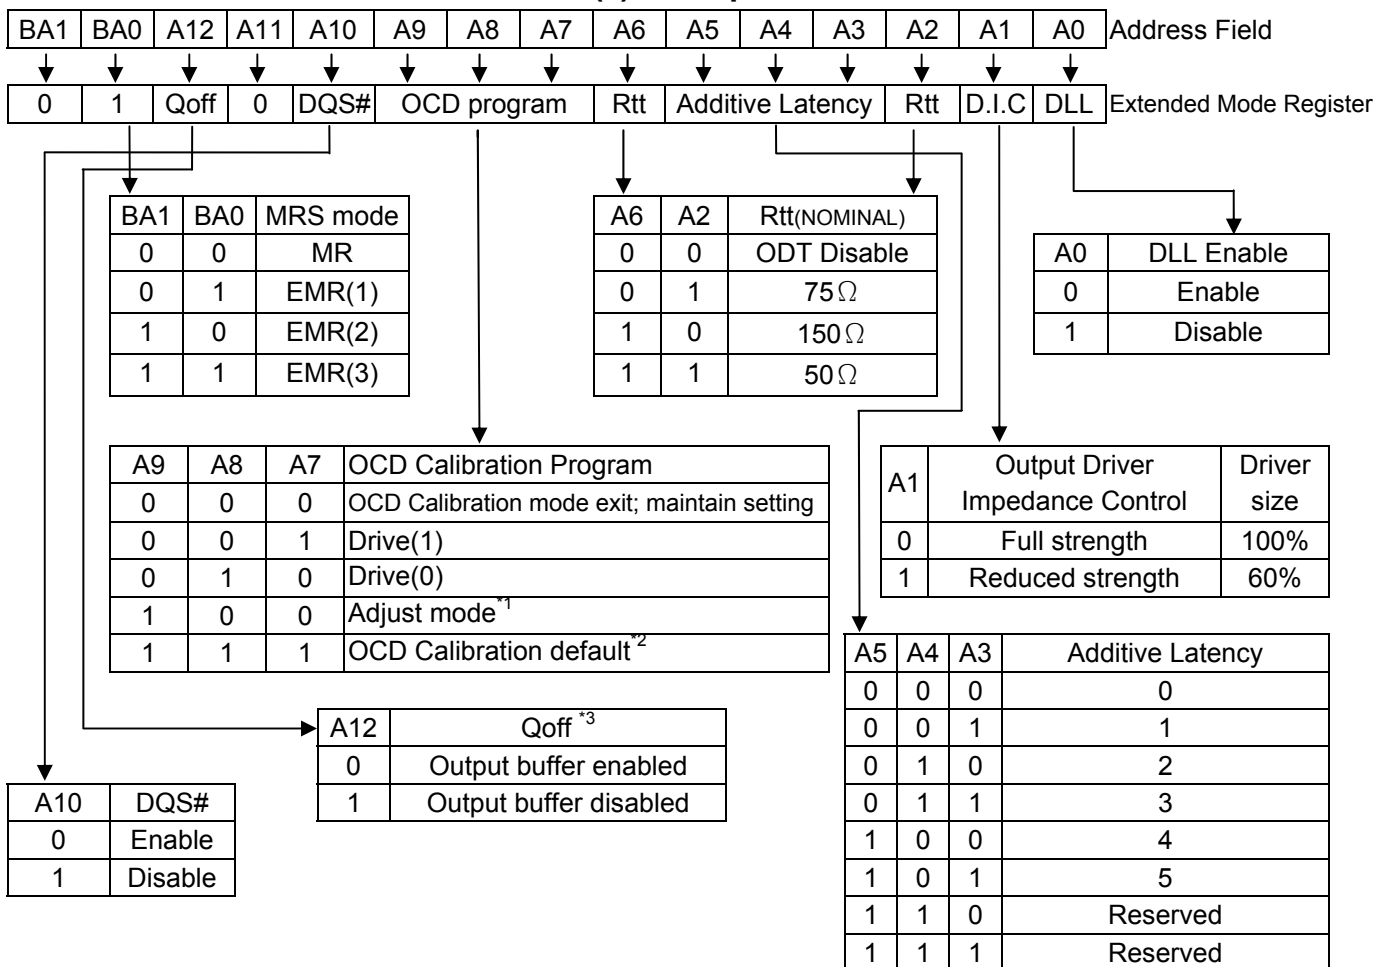 BA1 BA0 A12 A11 A10 A9 A8 A7 A6 A5 A4 A3 A2 A1 A0 Address Field
0 1 Qoff 0 DQS# OCD program Rtt Additive Latency Rtt D.I.C DLL Extended Mode Register
BA1 BA0 MRS mode
0 0 MR
0 1 EMR(1)
1 0 EMR(2)
1 1 EMR(3)
A6 A2 Rtt(NOMINAL)
0 0 ODT Disable
0 1 75Ω
1 0 150Ω
1 1 50Ω
A0 DLL Enable
0 Enable
1 Disable
A9 A8 A7 OCD Calibration Program
0 0 0 OCD Calibration mode exit; maintain setting
0 0 1 Drive(1)
0 1 0 Drive(0)
1 0 0 Adjust mode*1
1 1 1 OCD Calibration default*2
A1 Output Driver Impedance Control Driver size
0 Full strength 100%
1 Reduced strength 60%
A5 A4 A3 Additive Latency
0 0 0 0
0 0 1 1
0 1 0 2
0 1 1 3
1 0 0 4
1 0 1 5
1 1 0 Reserved
1 1 1 Reserved
A12 Qoff *3
0 Output buffer enabled
1 Output buffer disabled
A10 DQS#
0 Enable
1 Disable